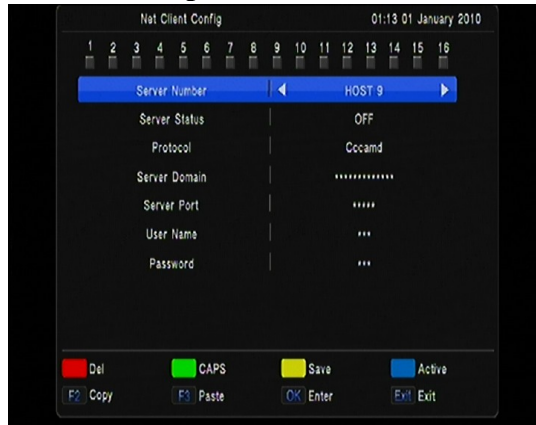 Net Client Config 01:13 01 January 2010
1 2 3 4 5 6 7 8 9 10 11 12 13 14 15 16
Server Number HOST 9
Server Status OFF
Protocol Cccamd
Server Domain *************
Server Port *****
User Name ***
Password ***
Del CAPS Save Active
F2 Copy F3 Paste OK Enter Exit Exit